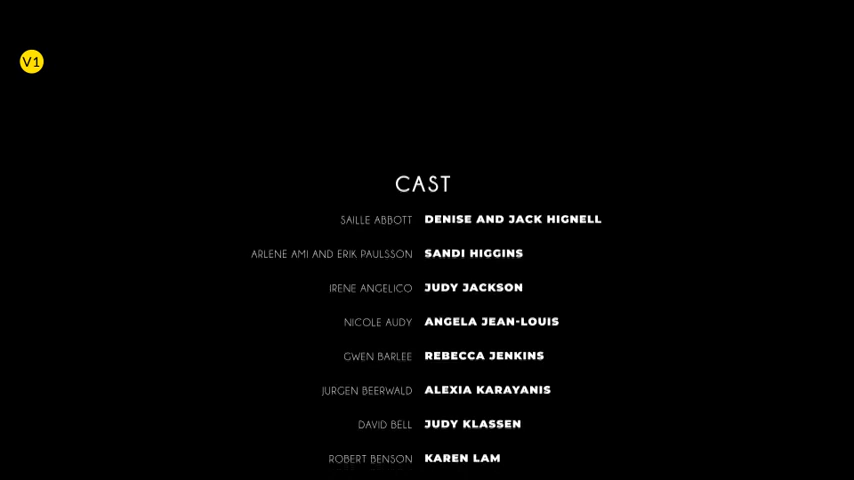 V1
CAST
SAILLE ABBOTT DENISE AND JACK HIGNELL
ARLENE AMI AND ERIK PAULSSON SANDI HIGGINS
IRENE ANGELICO JUDY JACKSON
NICOLE AUDY ANGELA JEAN-LOUIS
GWEN BARLEE REBECCA JENKINS
JURGEN BEERWALD ALEXIA KARAYANIS
DAVID BELL JUDY KLASSEN
ROBERT BENSON KAREN LAM